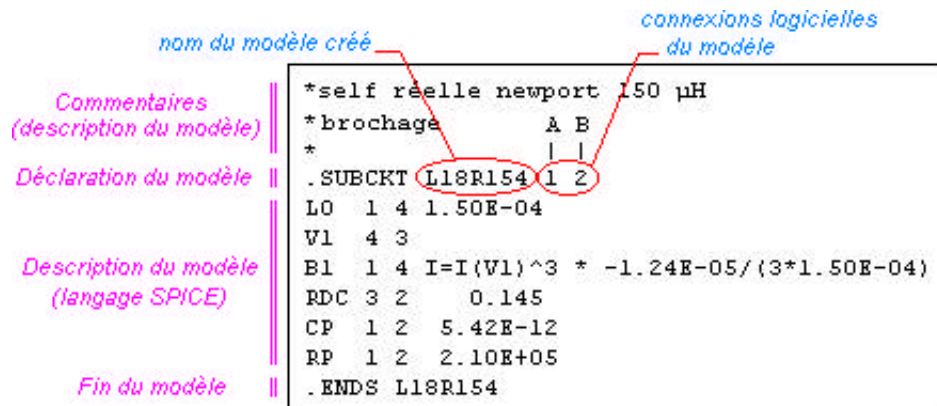 connexions logicielles
du modèle
nom du modèle créé
Commentaires
(description du modèle)
*self réelle newport 150 µH
*brochage A B
* | |
Déclaration du modèle
.SUBCKT L18R154 1 2
L0 1 4 1.50E-04
V1 4 3
Description du modèle
(langage SPICE)
B1 1 4 I=I(V1)^3 * -1.24E-05/(3*1.50E-04)
RDC 3 2 0.145
CP 1 2 5.42E-12
RP 1 2 2.10E+05
Fin du modèle
.ENDS L18R154